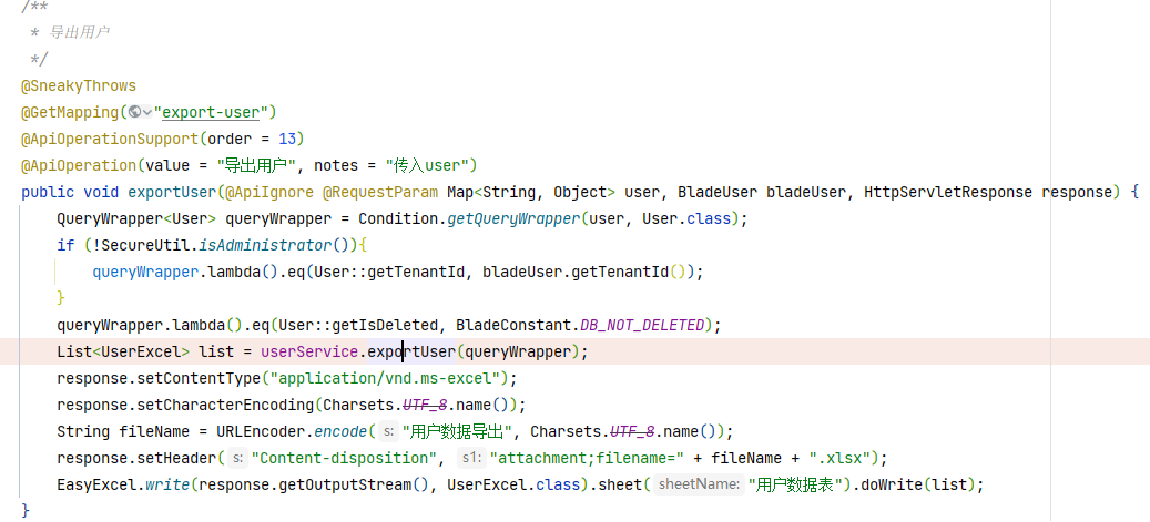 /**
 * 导出用户
 */
@SneakyThrows
@GetMapping("export-user")
@ApiOperationSupport(order = 13)
@ApiOperation(value = "导出用户", notes = "传入user")
public void exportUser(@ApiIgnore @RequestParam Map<String, Object> user, BladeUser bladeUser, HttpServletResponse response) {
    QueryWrapper<User> queryWrapper = Condition.getQueryWrapper(user, User.class);
    if (!SecureUtil.isAdministrator()){
        queryWrapper.lambda().eq(User::getTenantId, bladeUser.getTenantId());
    }
    queryWrapper.lambda().eq(User::getIsDeleted, BladeConstant.DB_NOT_DELETED);
    List<UserExcel> list = userService.exportUser(queryWrapper);
    response.setContentType("application/vnd.ms-excel");
    response.setCharacterEncoding(Charsets.UTF_8.name());
    String fileName = URLEncoder.encode( s: "用户数据导出", Charsets.UTF_8.name());
    response.setHeader( s: "Content-disposition", s1: "attachment;filename=" + fileName + ".xlsx");
    EasyExcel.write(response.getOutputStream(), UserExcel.class).sheet( sheetName: "用户数据表").doWrite(list);
}